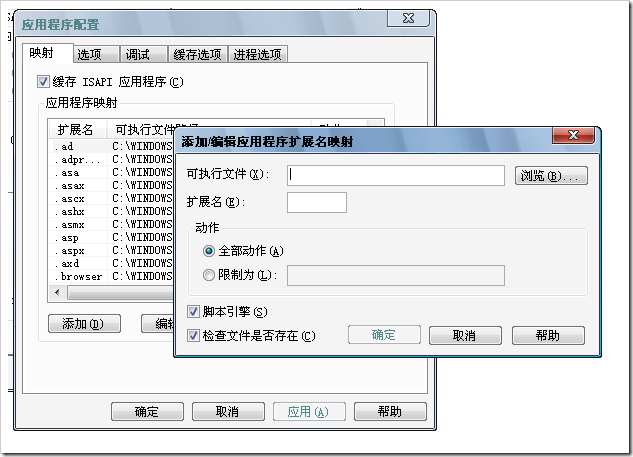 应用程序配置
映射 选项 调试 缓存选项 进程选项
缓存 ISAPI 应用程序(C)
应用程序映射
扩展名 可执行文件路径
.ad C:\WINDOWS
.adpr... C:\WINDOWS
.asa C:\WINDOWS
.asax C:\WINDOWS
.ascx C:\WINDOWS
.ashx C:\WINDOWS
.asmx C:\WINDOWS
.asp C:\WINDOWS
.aspx C:\WINDOWS
.axd C:\WINDOWS
.browser C:\WINDOWS
添加(D) 编辑
确定 取消 应用(A) 帮助
添加/编辑应用程序扩展名映射
可执行文件(X): 浏览(B)...
扩展名(E):
动作
全部动作(A)
限制为(L):
脚本引擎(S)
检查文件是否存在(C) 确定 取消 帮助